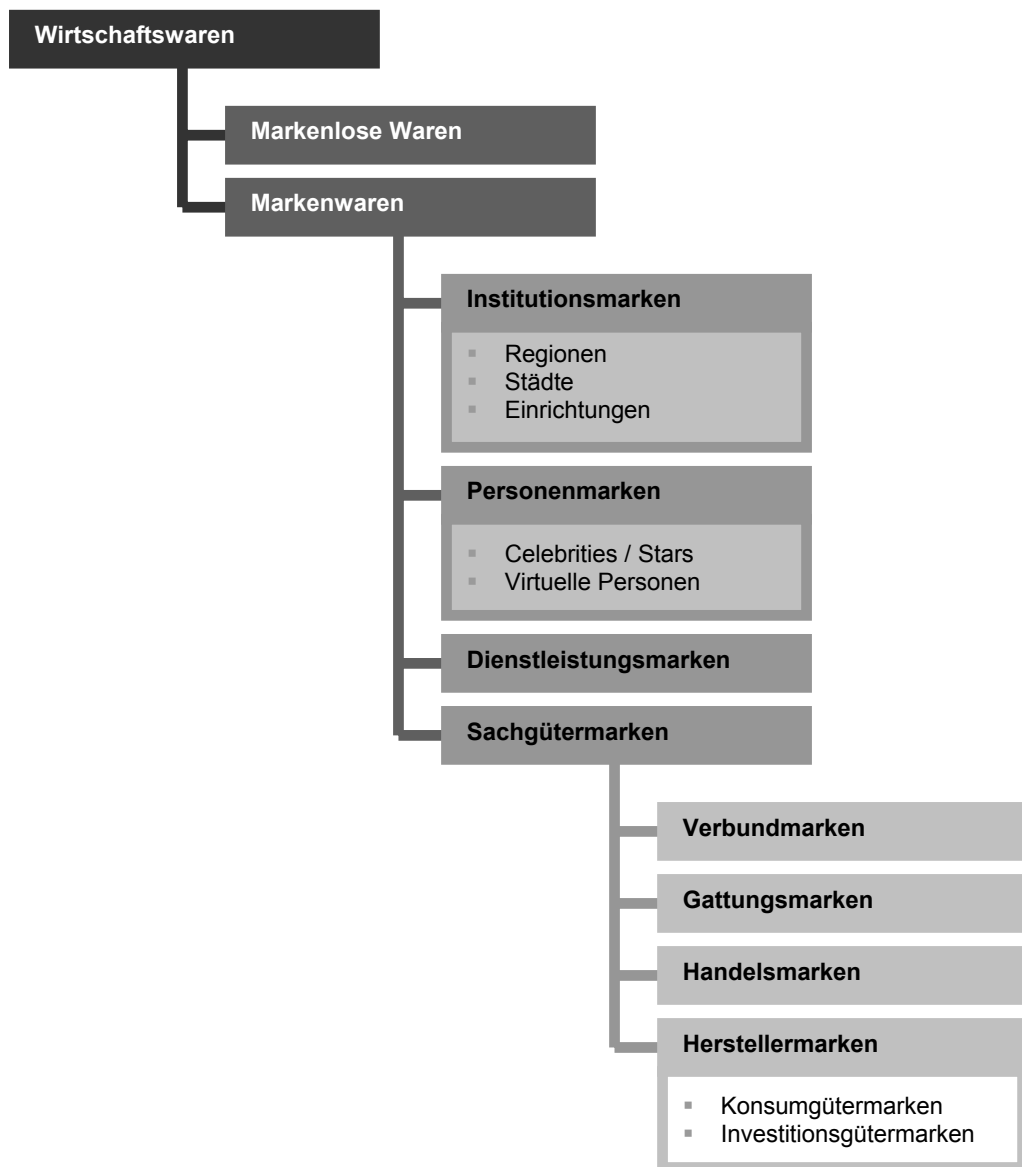 Wirtschaftswaren
Markenlose Waren
Markenwaren
Institutionsmarken
Regionen
Städte
Einrichtungen
Personenmarken
Celebrities / Stars
Virtuelle Personen
Dienstleistungsmarken
Sachgütermarken
Verbundmarken
Gattungsmarken
Handelsmarken
Herstellermarken
Konsumgütermarken
Investitionsgütermarken